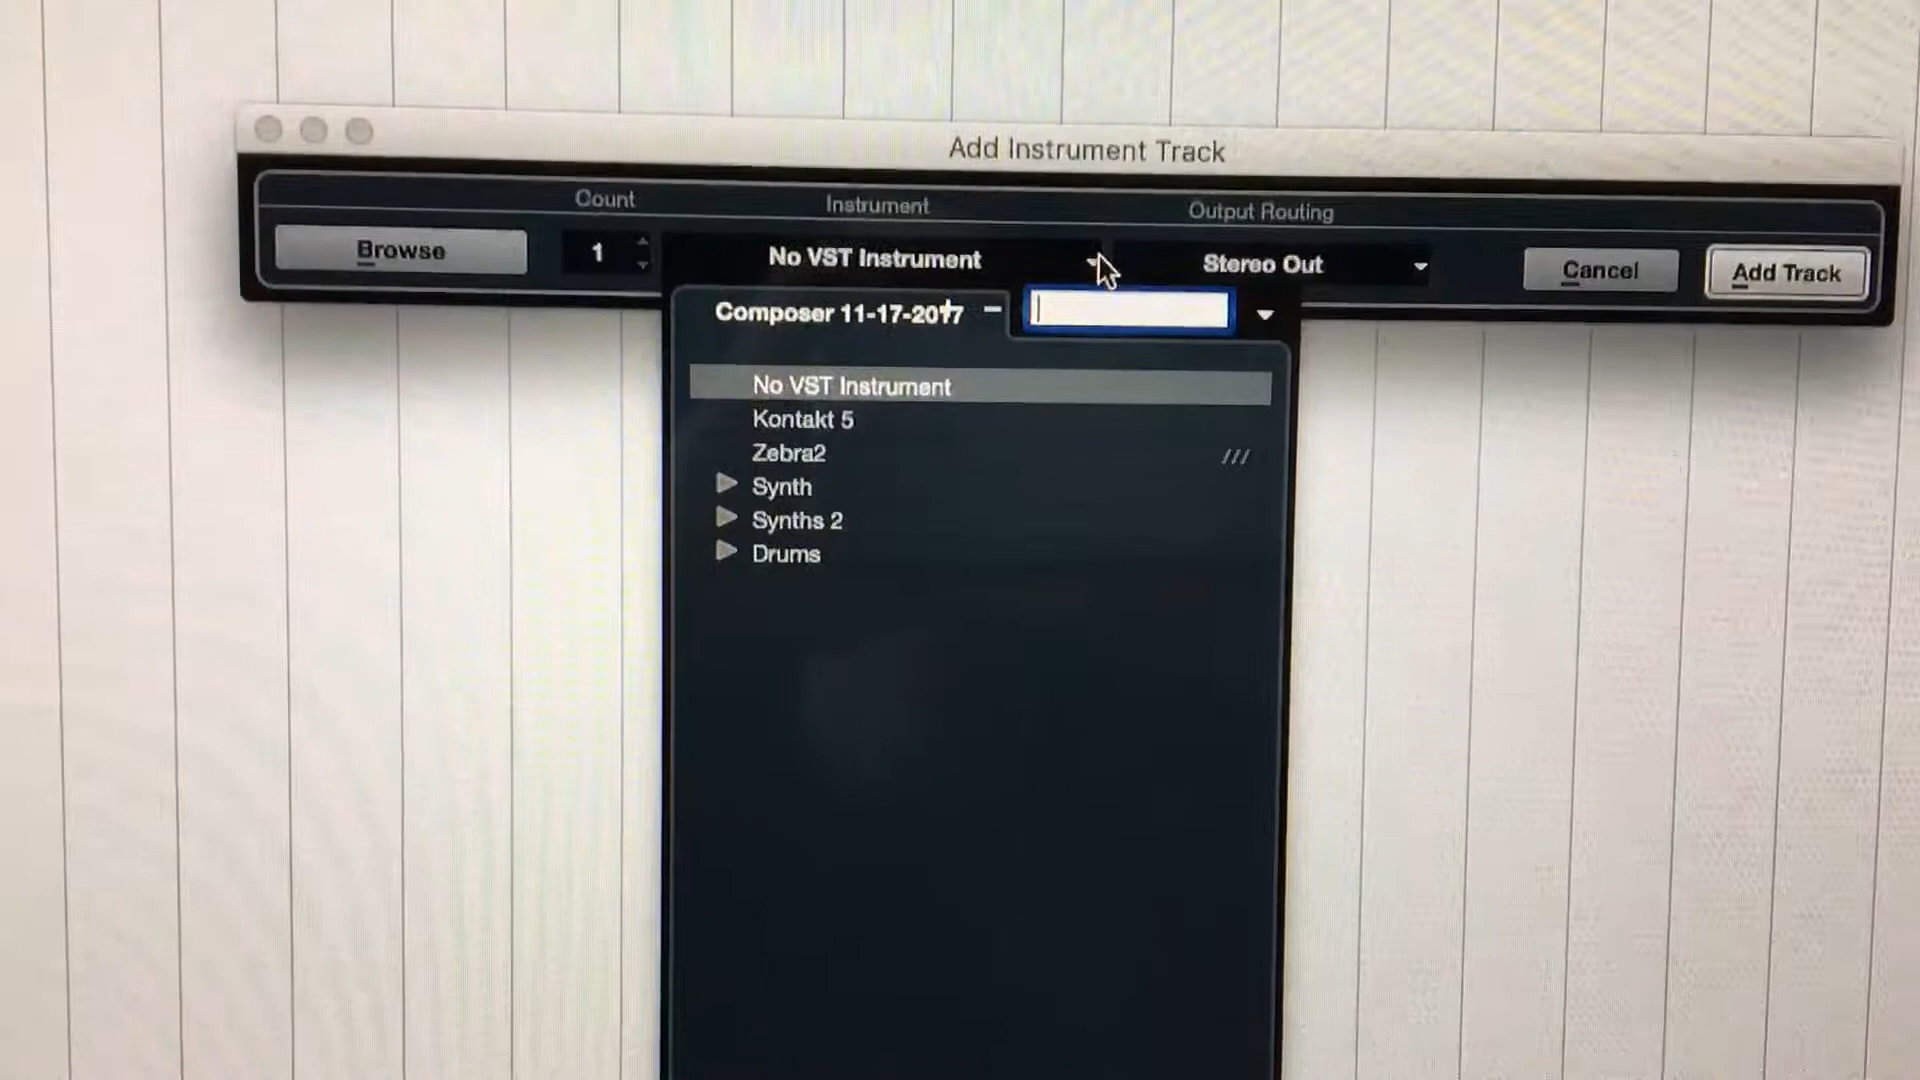 Add Instrument Track
Count
Instrument
Output Routing
Browse
1
No VST Instrument
Stereo Out
Cancel
Add Track
Composer 11-17-2017
No VST Instrument
Kontakt 5
Zebra2
///
Synth
Synths 2
Drums